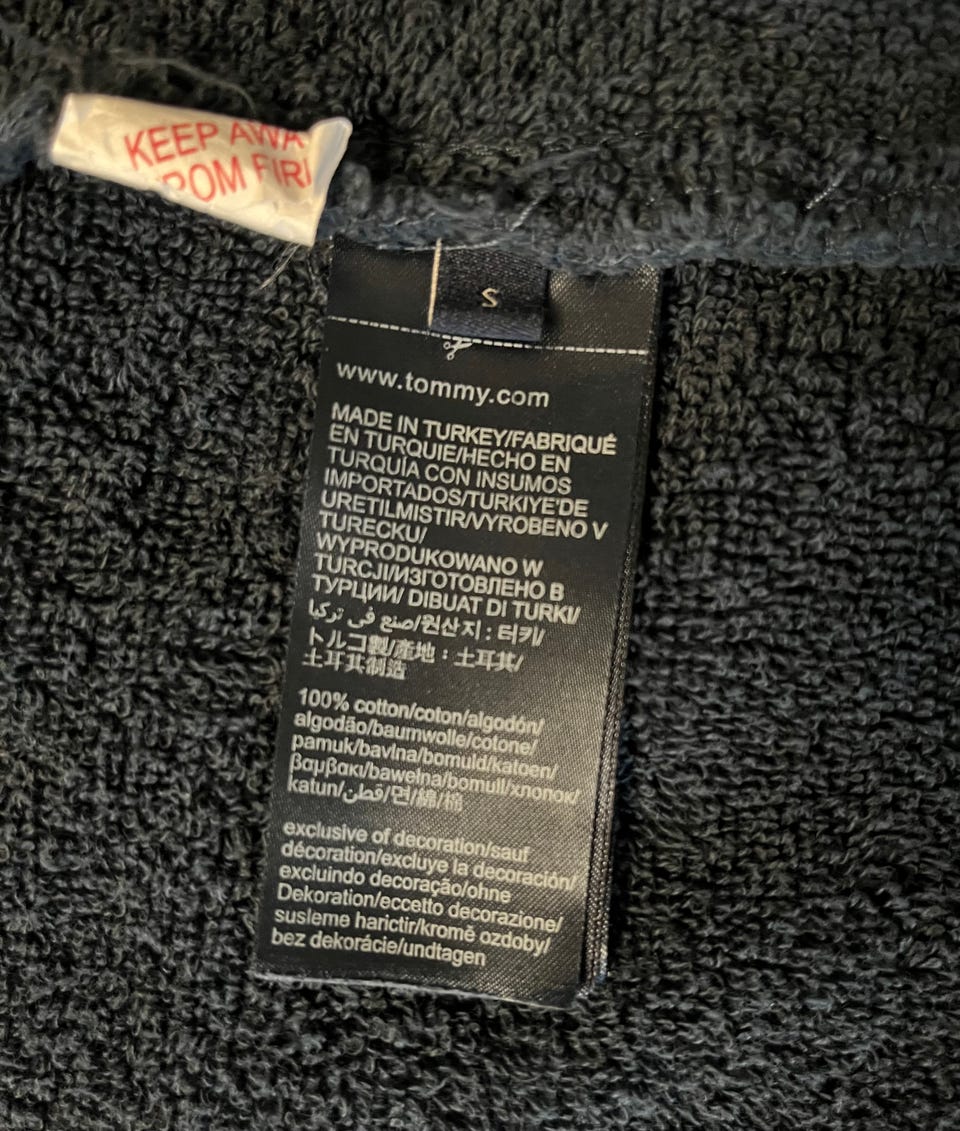 KEEP AWA
ROM FIR
S
www.tommy.com
MADE IN TURKEY/FABRIQUÉ
EN TURQUIE/HECHO EN
TURQUÍA CON INSUMOS
IMPORTADOS/TURKIYE'DE
URETILMISTIR/VYROBENO V
TURECKU/
WYPRODUKOWANO W
TURCJI/ИЗГОТОВЛЕНО В
ТУРЦИИ/ DIBUAT DI TURKI/
صنع في تركيا/원산지 : 터키/
トルコ製/產地：土耳其/
土耳其制造
100% cotton/coton/algodón/
algodão/baumwolle/cotone/
pamuk/bavlna/bomuld/katoen/
βαμβακι/bawełna/bomull/хлопок/
katun/قطن/면/綿/棉
exclusive of decoration/sauf
décoration/excluye la decoración/
excluindo decoração/ohne
Dekoration/eccetto decorazione/
susleme harictir/kromě ozdoby/
bez dekorácie/undtagen